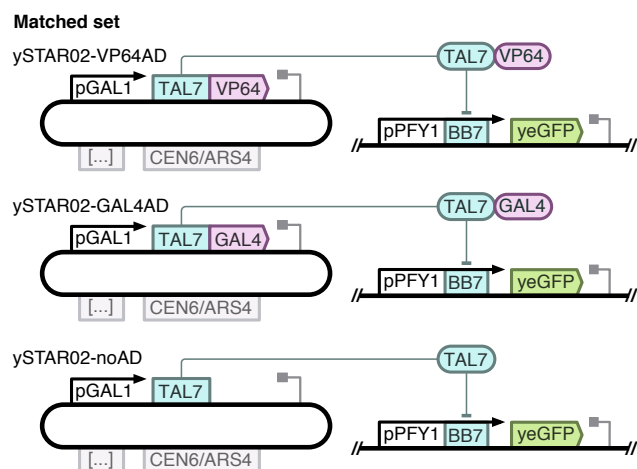 Matched set
ySTAR02-VP64AD
TAL7 VP64
pGAL1 TAL7 VP64
pPFY1 BB7 yeGFP
[...] CEN6/ARS4
// //
ySTAR02-GAL4AD
TAL7 GAL4
pGAL1 TAL7 GAL4
pPFY1 BB7 yeGFP
[...] CEN6/ARS4
// //
ySTAR02-noAD
TAL7
pGAL1 TAL7
pPFY1 BB7 yeGFP
[...] CEN6/ARS4
// //